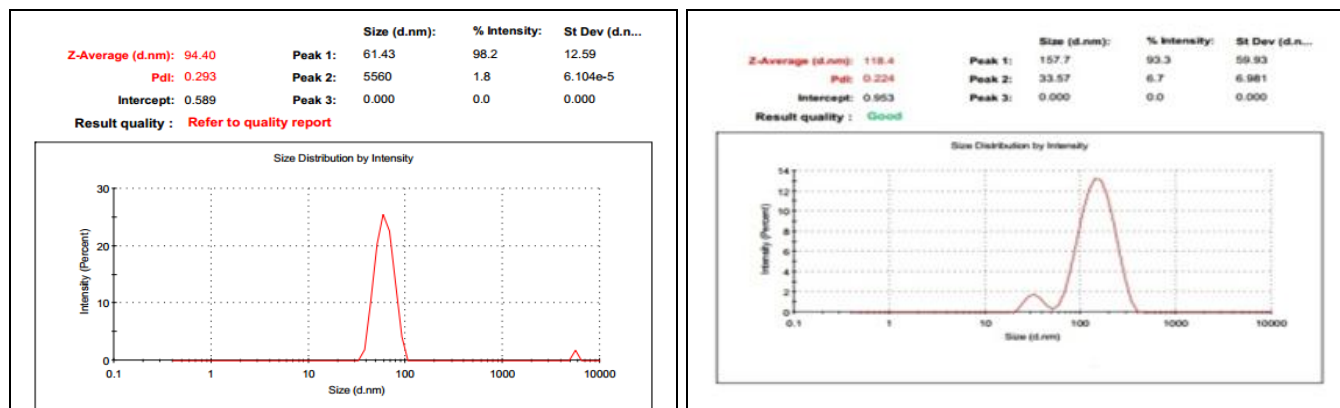 Size (d.nm): % Intensity: St Dev (d.n...
Z-Average (d.nm): 94.40 Peak 1: 61.43 98.2 12.59
PdI: 0.293 Peak 2: 5560 1.8 6.104e-5
Intercept: 0.589 Peak 3: 0.000 0.0 0.000
Result quality : Refer to quality report
Size Distribution by Intensity
30
20
10
0
Intensity (Percent)
0.1 1 10 100 1000 10000
Size (d.nm)
Size (d.nm): % Intensity: St Dev (d.n...
Z-Average (d.nm): 118.4 Peak 1: 157.7 93.3 59.93
PdI: 0.224 Peak 2: 33.57 6.7 6.981
Intercept: 0.953 Peak 3: 0.000 0.0 0.000
Result quality : Good
Size Distribution by Intensity
14
12
10
8
6
4
2
0
Intensity (Percent)
0.1 1 10 100 1000 10000
Size (d.nm)